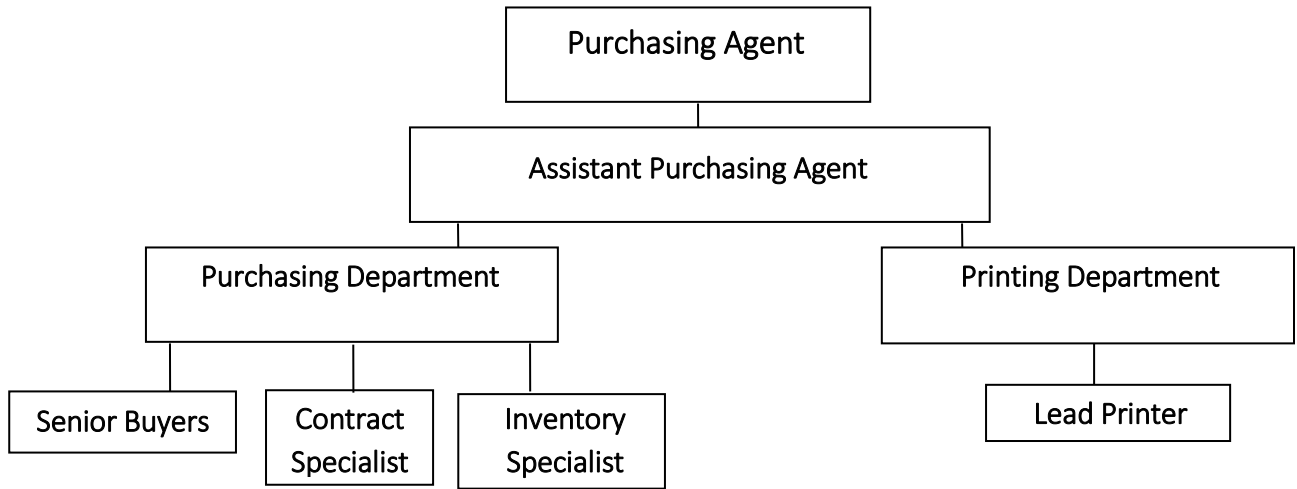 Purchasing Agent
Assistant Purchasing Agent
Purchasing Department
Printing Department
Senior Buyers
Contract
Specialist
Inventory
Specialist
Lead Printer